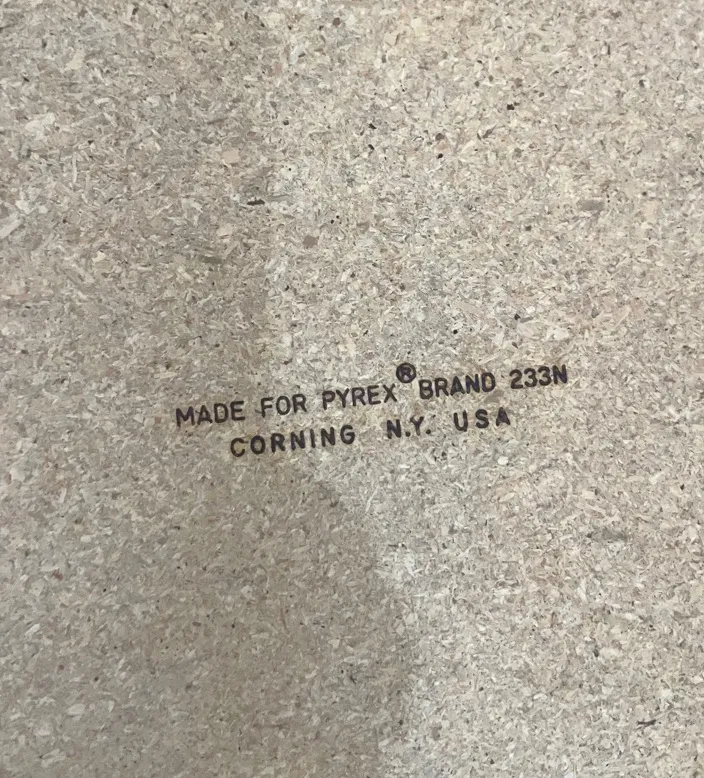 MADE FOR PYREX® BRAND 233N
CORNING N.Y. USA